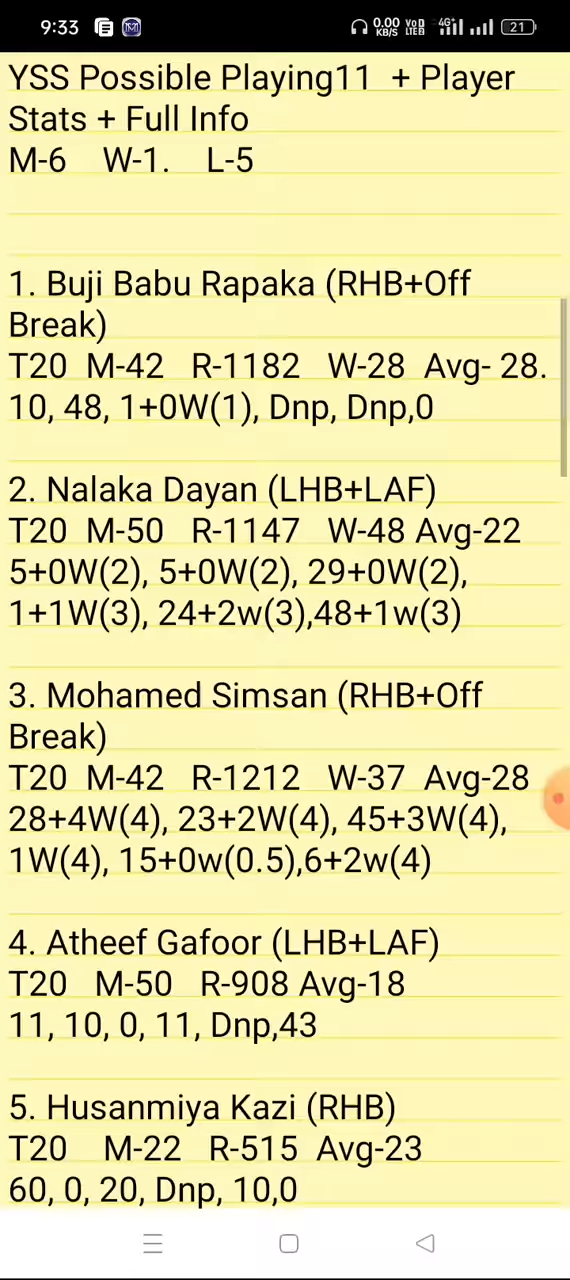 9:33 0.00 KB/S VoD LTE2 4G+ 21
YSS Possible Playing11 + Player
Stats + Full Info
M-6 W-1. L-5
1. Buji Babu Rapaka (RHB+Off
Break)
T20 M-42 R-1182 W-28 Avg- 28.
10, 48, 1+0W(1), Dnp, Dnp,0
2. Nalaka Dayan (LHB+LAF)
T20 M-50 R-1147 W-48 Avg-22
5+0W(2), 5+0W(2), 29+0W(2),
1+1W(3), 24+2w(3),48+1w(3)
3. Mohamed Simsan (RHB+Off
Break)
T20 M-42 R-1212 W-37 Avg-28
28+4W(4), 23+2W(4), 45+3W(4),
1W(4), 15+0w(0.5),6+2w(4)
4. Atheef Gafoor (LHB+LAF)
T20 M-50 R-908 Avg-18
11, 10, 0, 11, Dnp,43
5. Husanmiya Kazi (RHB)
T20 M-22 R-515 Avg-23
60, 0, 20, Dnp, 10,0